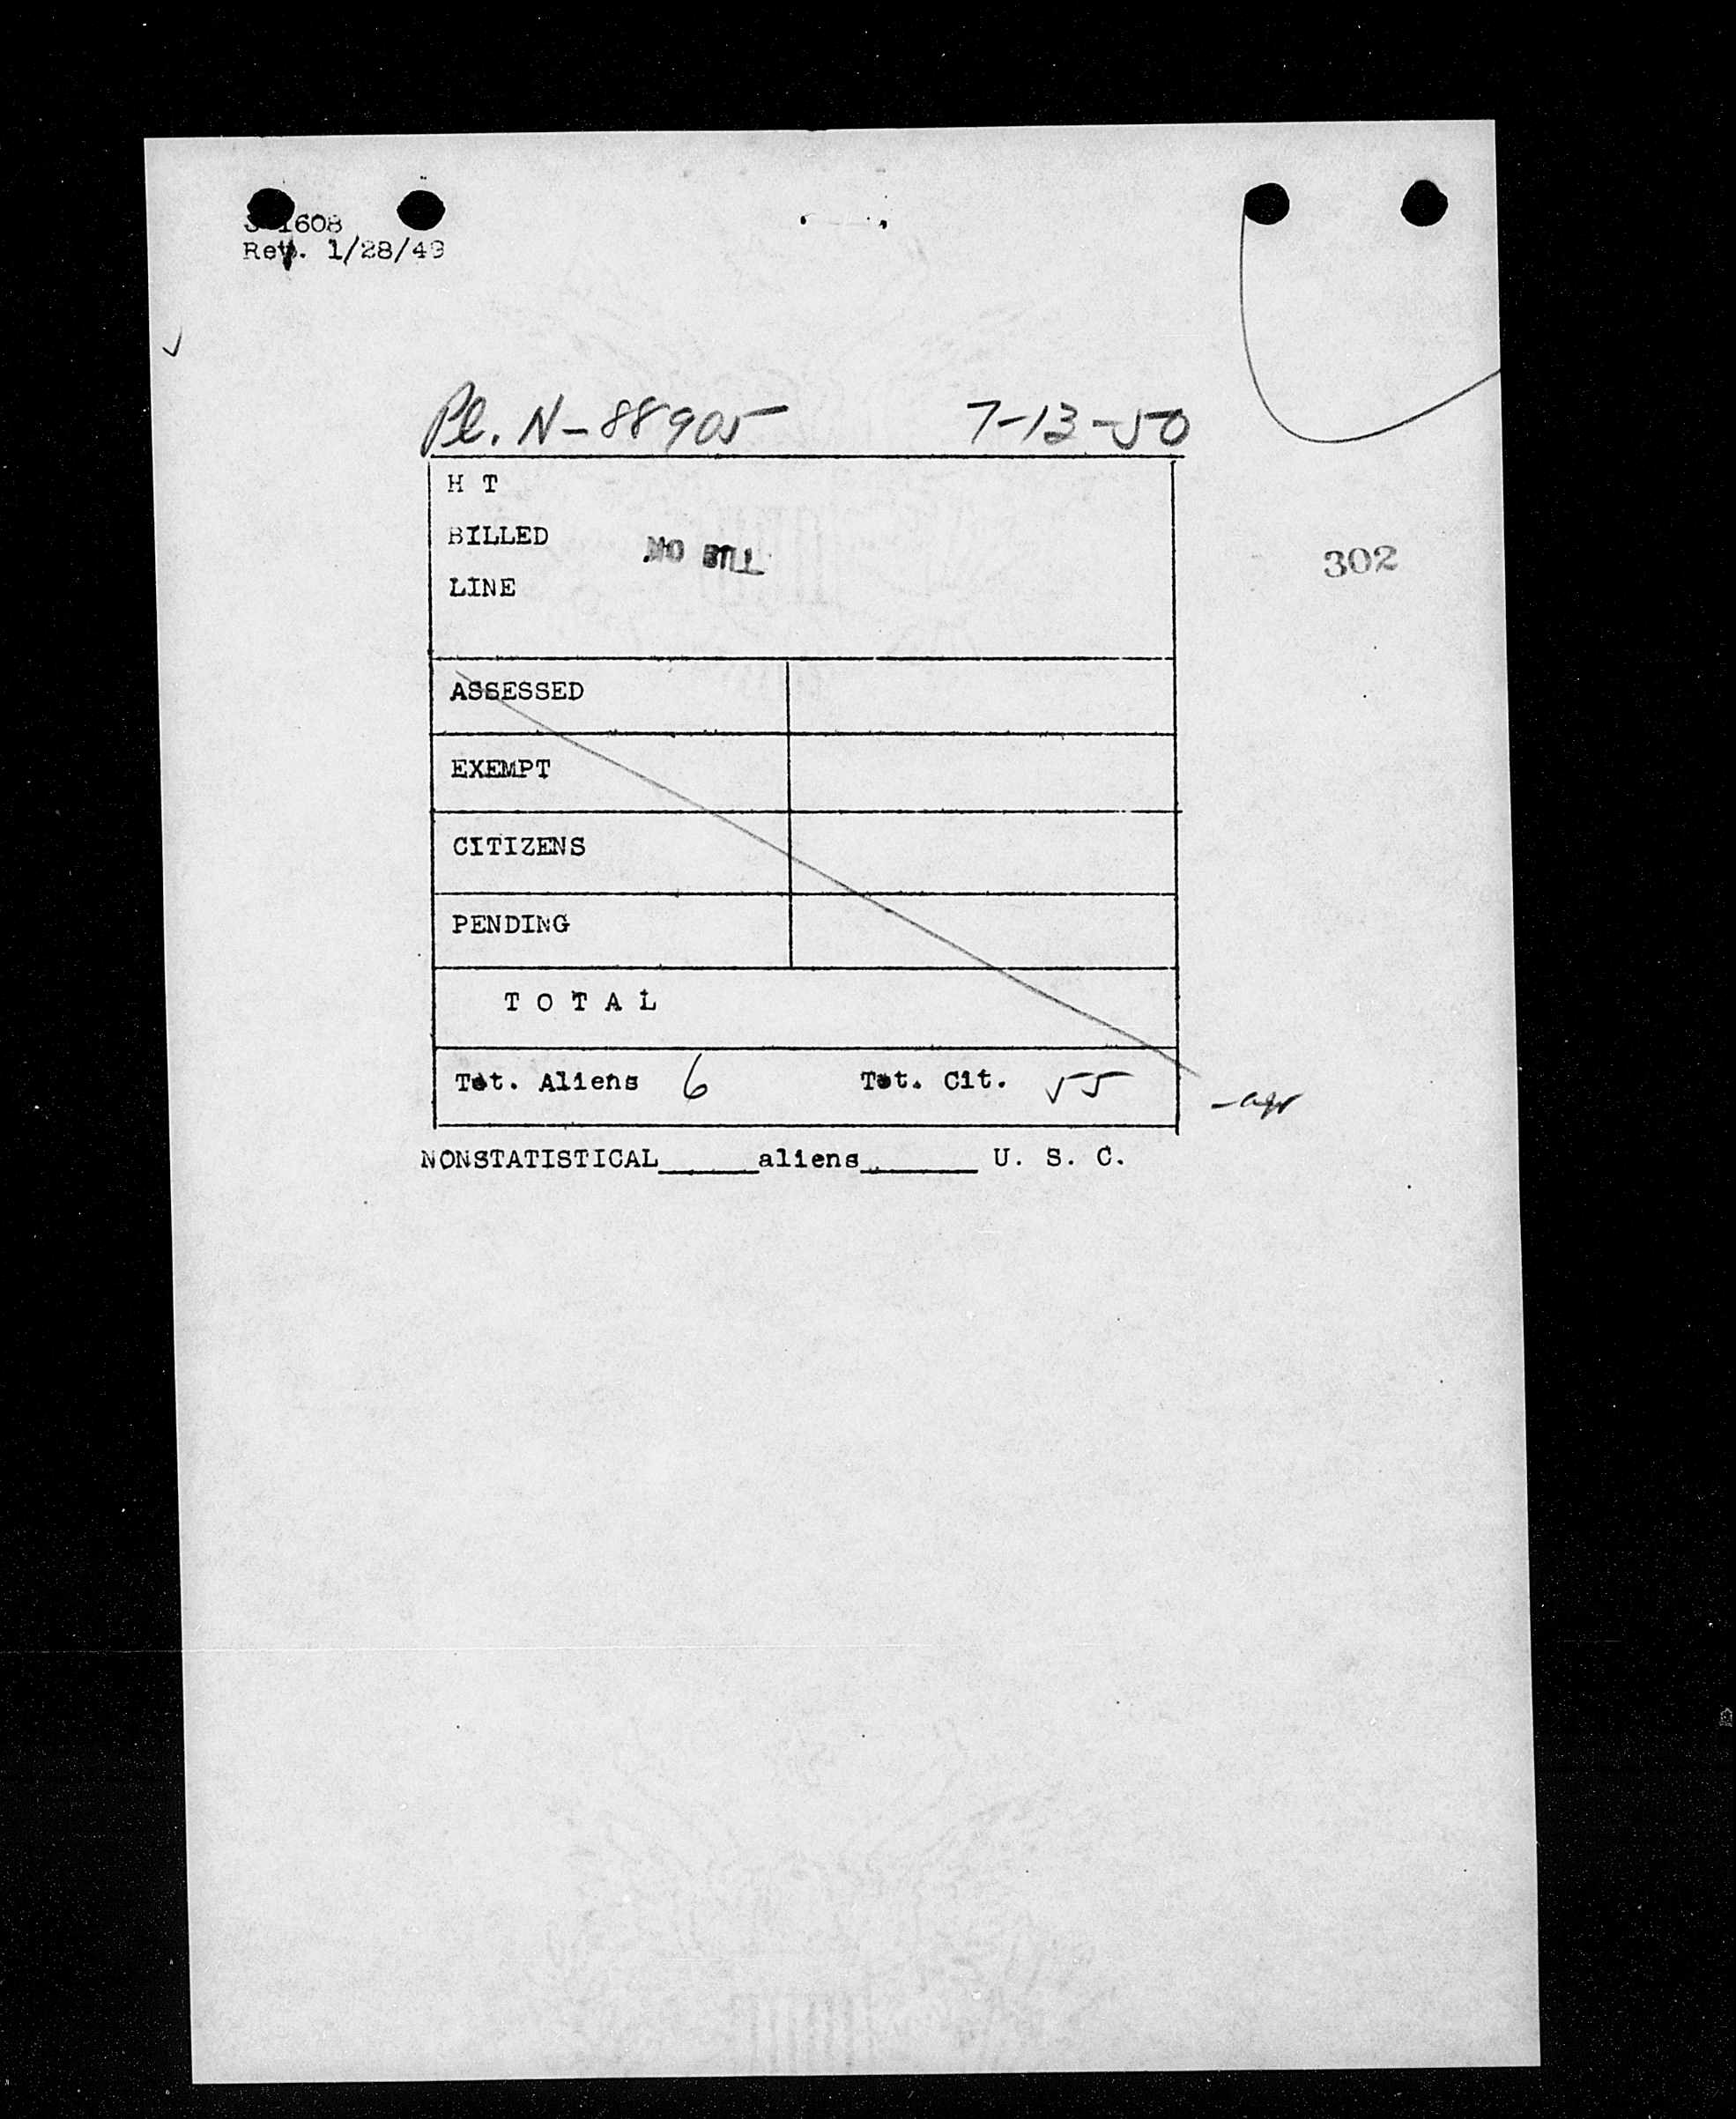 1608
Rev. 1/28/49
Pl. N-88905 7-13-50
H T
BILLED
NO BILL
LINE
302
ASSESSED
EXEMPT
CITIZENS
PENDING
T O T A L
Tot. Aliens 6 Tot. Cit. 55
NONSTATISTICAL______aliens_______ U. S. C.